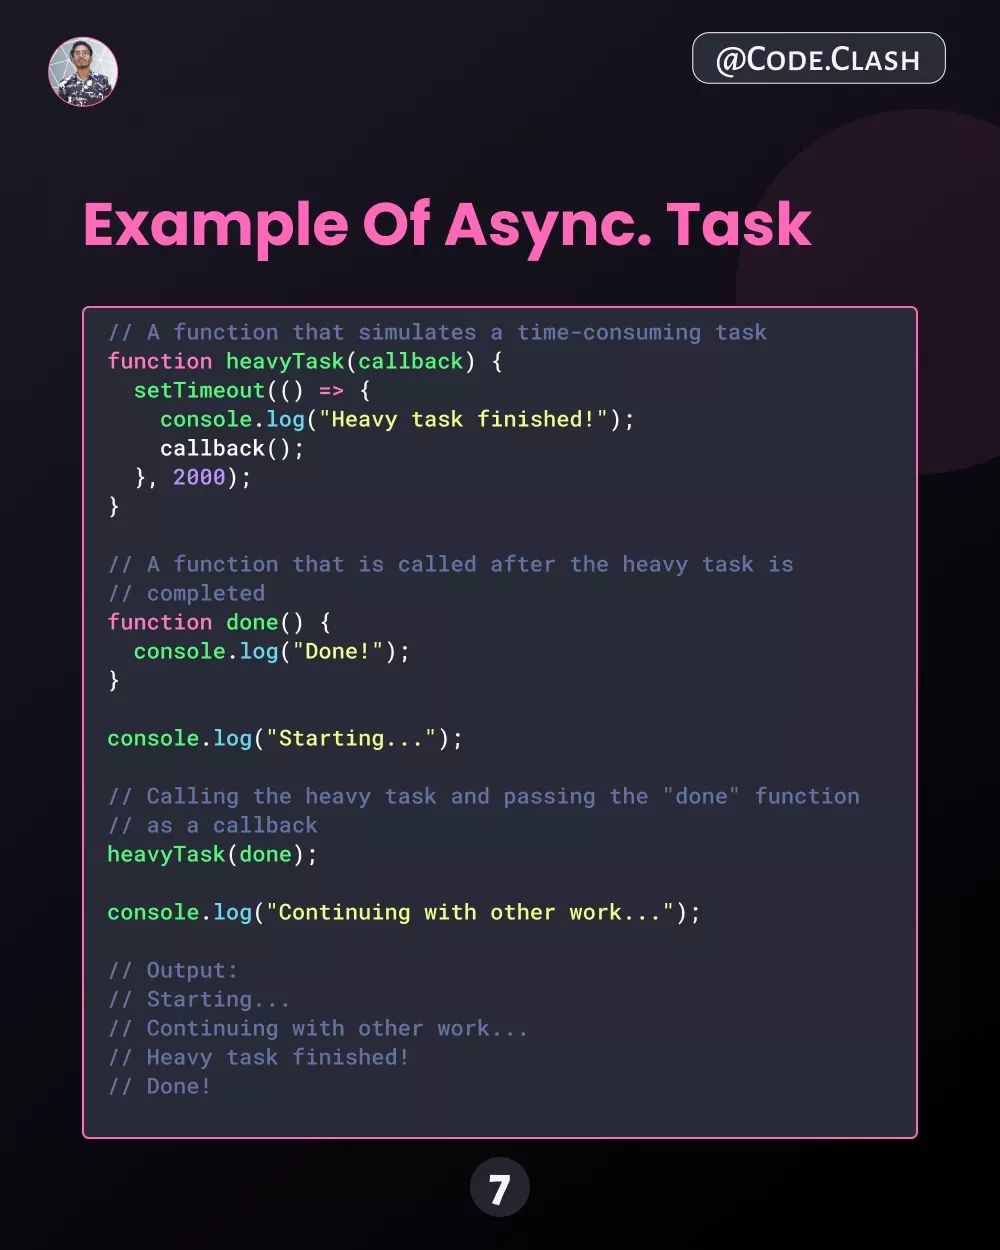 @Code.Clash
Example Of Async. Task
// A function that simulates a time-consuming task
function heavyTask(callback) {
  setTimeout(() => {
    console.log("Heavy task finished!");
    callback();
  }, 2000);
}

// A function that is called after the heavy task is
// completed
function done() {
  console.log("Done!");
}

console.log("Starting...");

// Calling the heavy task and passing the "done" function
// as a callback
heavyTask(done);

console.log("Continuing with other work...");

// Output:
// Starting...
// Continuing with other work...
// Heavy task finished!
// Done!
7